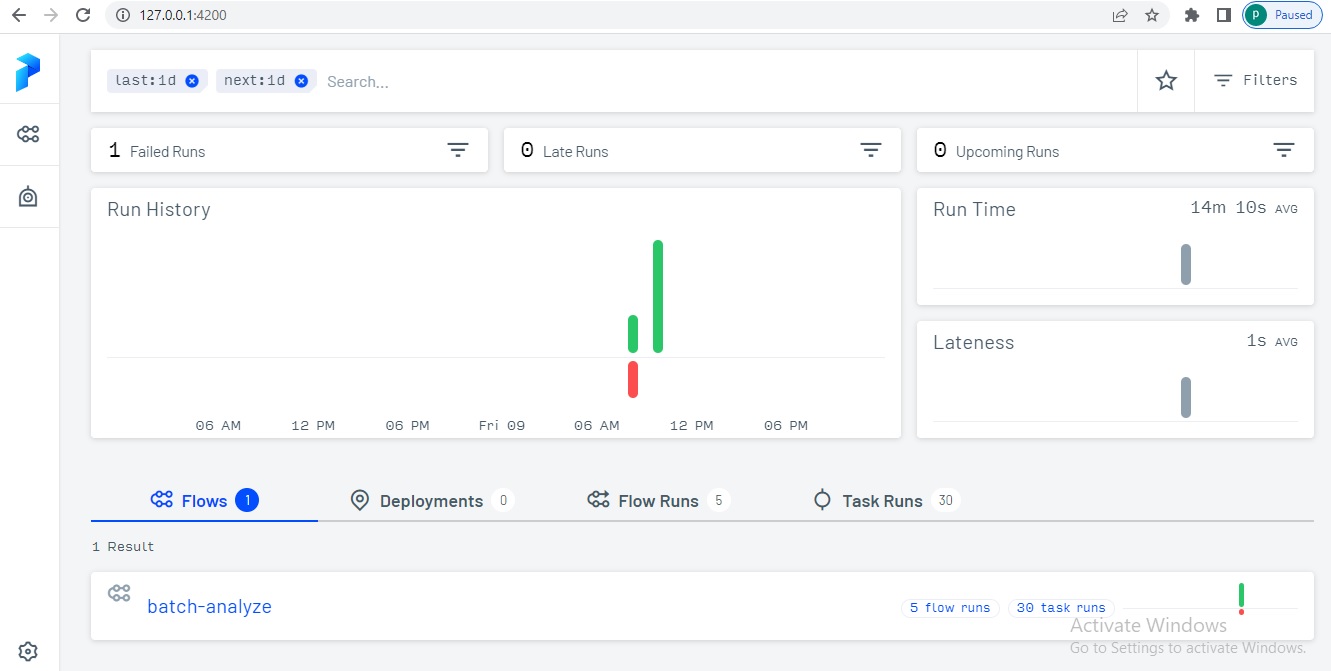 127.0.0.1:4200
P Paused
last:1d next:1d Search... Filters
1 Failed Runs
0 Late Runs
0 Upcoming Runs
Run History
06 AM 12 PM 06 PM Fri 09 06 AM 12 PM 06 PM
Run Time 14m 10s AVG
Lateness 1s AVG
Flows 1 Deployments 0 Flow Runs 5 Task Runs 30
1 Result
batch-analyze 5 flow runs 30 task runs
Activate Windows
Go to Settings to activate Windows.